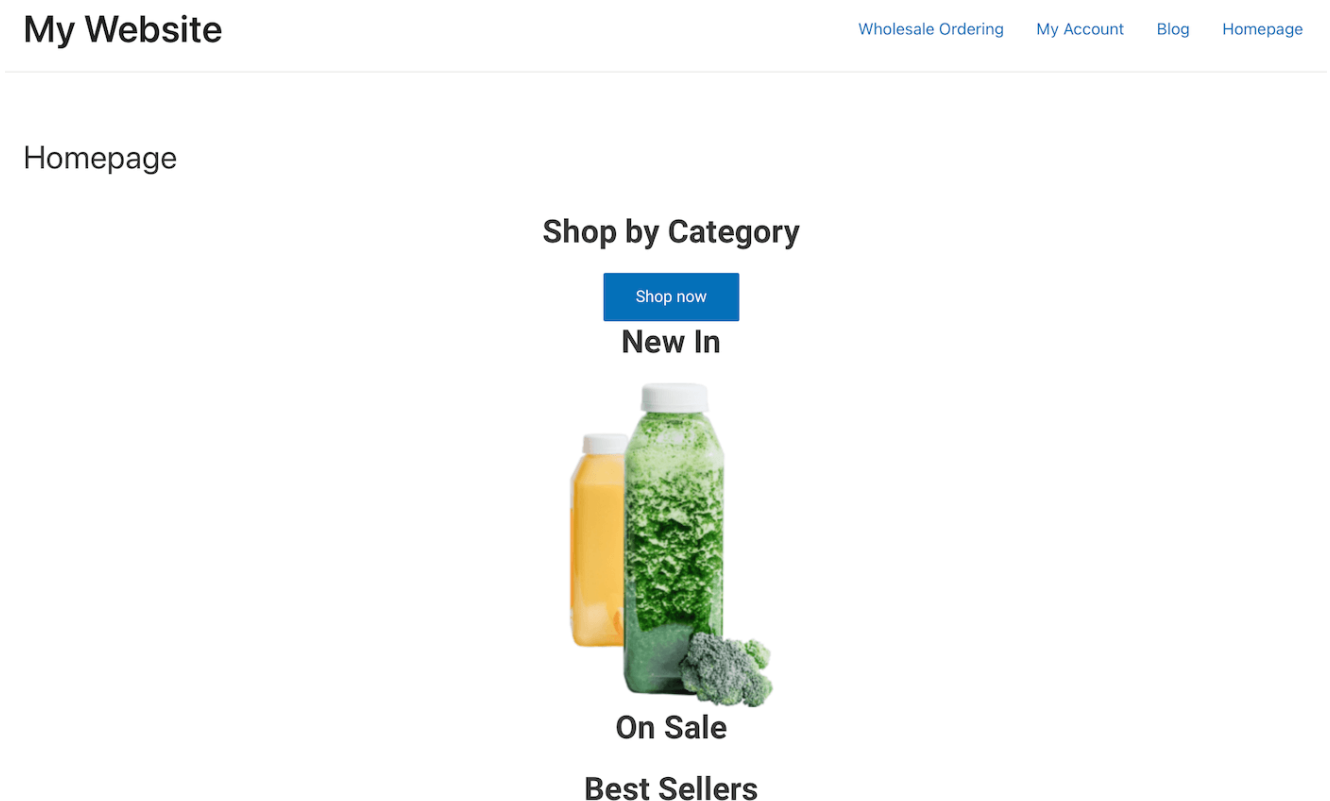 My Website
Wholesale Ordering My Account Blog Homepage
Homepage
Shop by Category
Shop now
New In
On Sale
Best Sellers